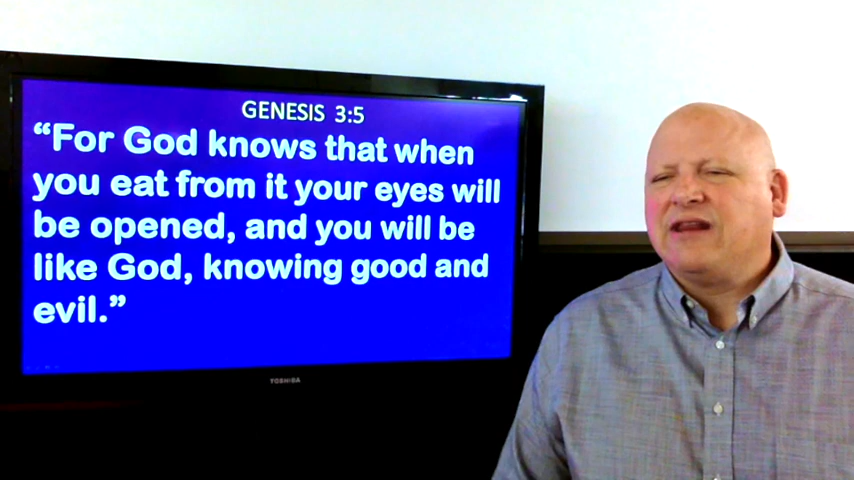 GENESIS 3:5
“For God knows that when
you eat from it your eyes will
be opened, and you will be
like God, knowing good and
evil.”
TOSHIBA